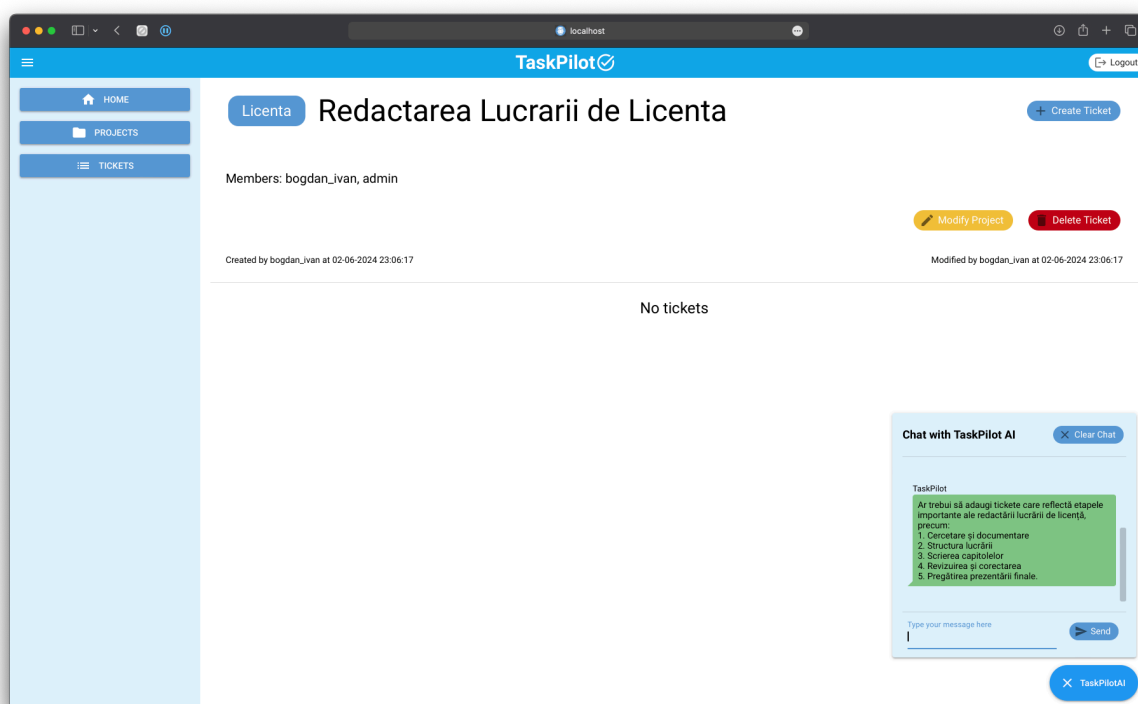 localhost
TaskPilot
Logout
HOME
PROJECTS
TICKETS
Licenta
Redactarea Lucrarii de Licenta
Create Ticket
Members: bogdan_ivan, admin
Modify Project
Delete Ticket
Created by bogdan_ivan at 02-06-2024 23:06:17
Modified by bogdan_ivan at 02-06-2024 23:06:17
No tickets
Chat with TaskPilot AI
Clear Chat
TaskPilot
Ar trebui să adaugi tickete care reflectă etapele
importante ale redactării lucrării de licență,
precum:
1. Cercetare și documentare
2. Structura lucrării
3. Scrierea capitolelor
4. Revizuirea și corectarea
5. Pregătirea prezentării finale.
Type your message here
Send
TaskPilotAI